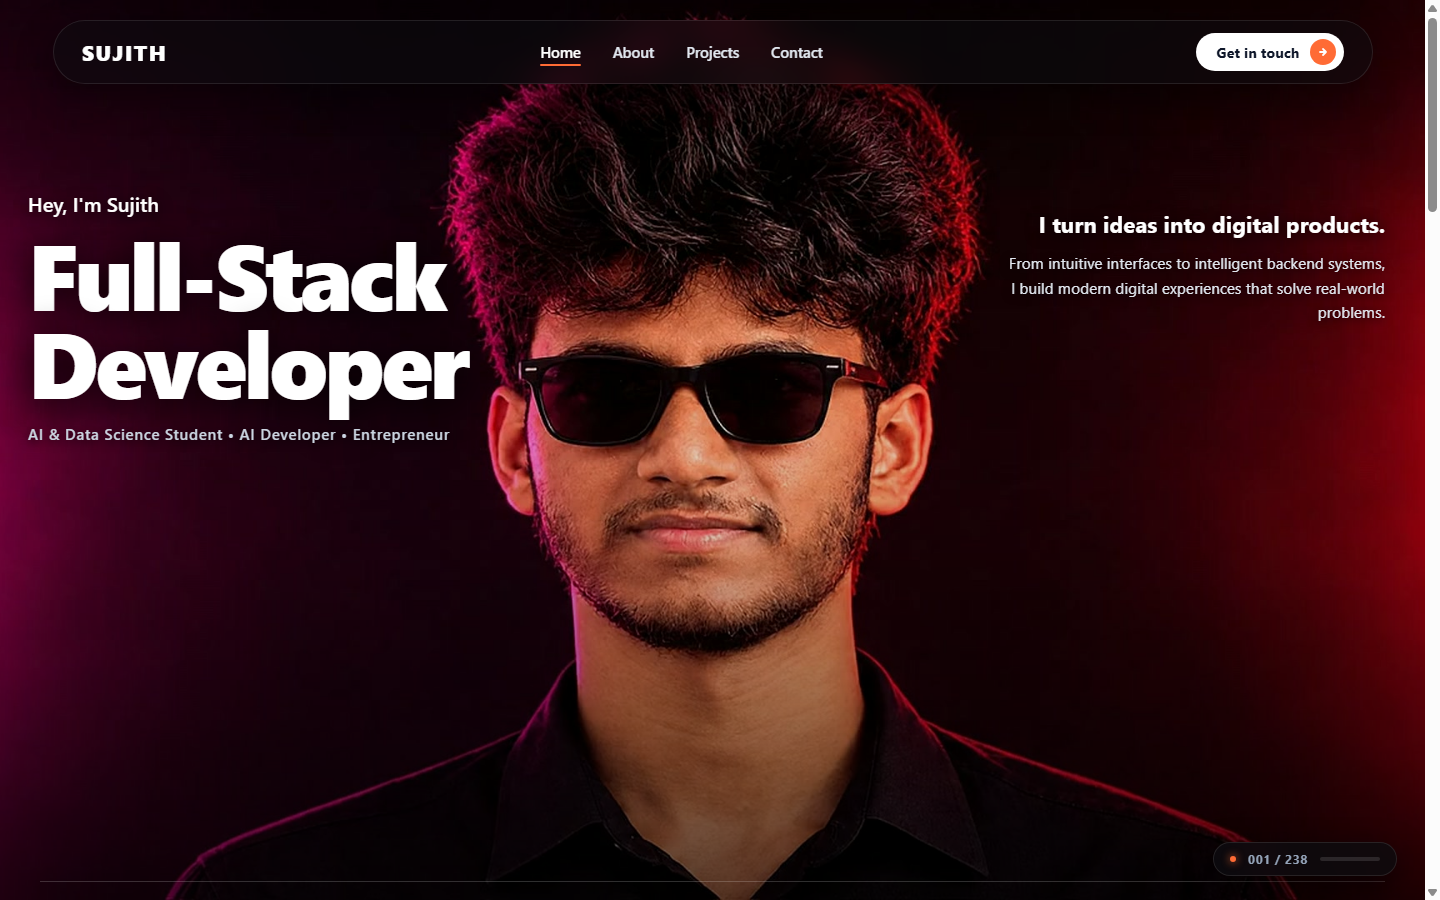 SUJITH
Home
About
Projects
Contact
Get in touch
Hey, I'm Sujith
Full-Stack
Developer
AI & Data Science Student • AI Developer • Entrepreneur
I turn ideas into digital products.
From intuitive interfaces to intelligent backend systems,
I build modern digital experiences that solve real-world
problems.
001 / 238